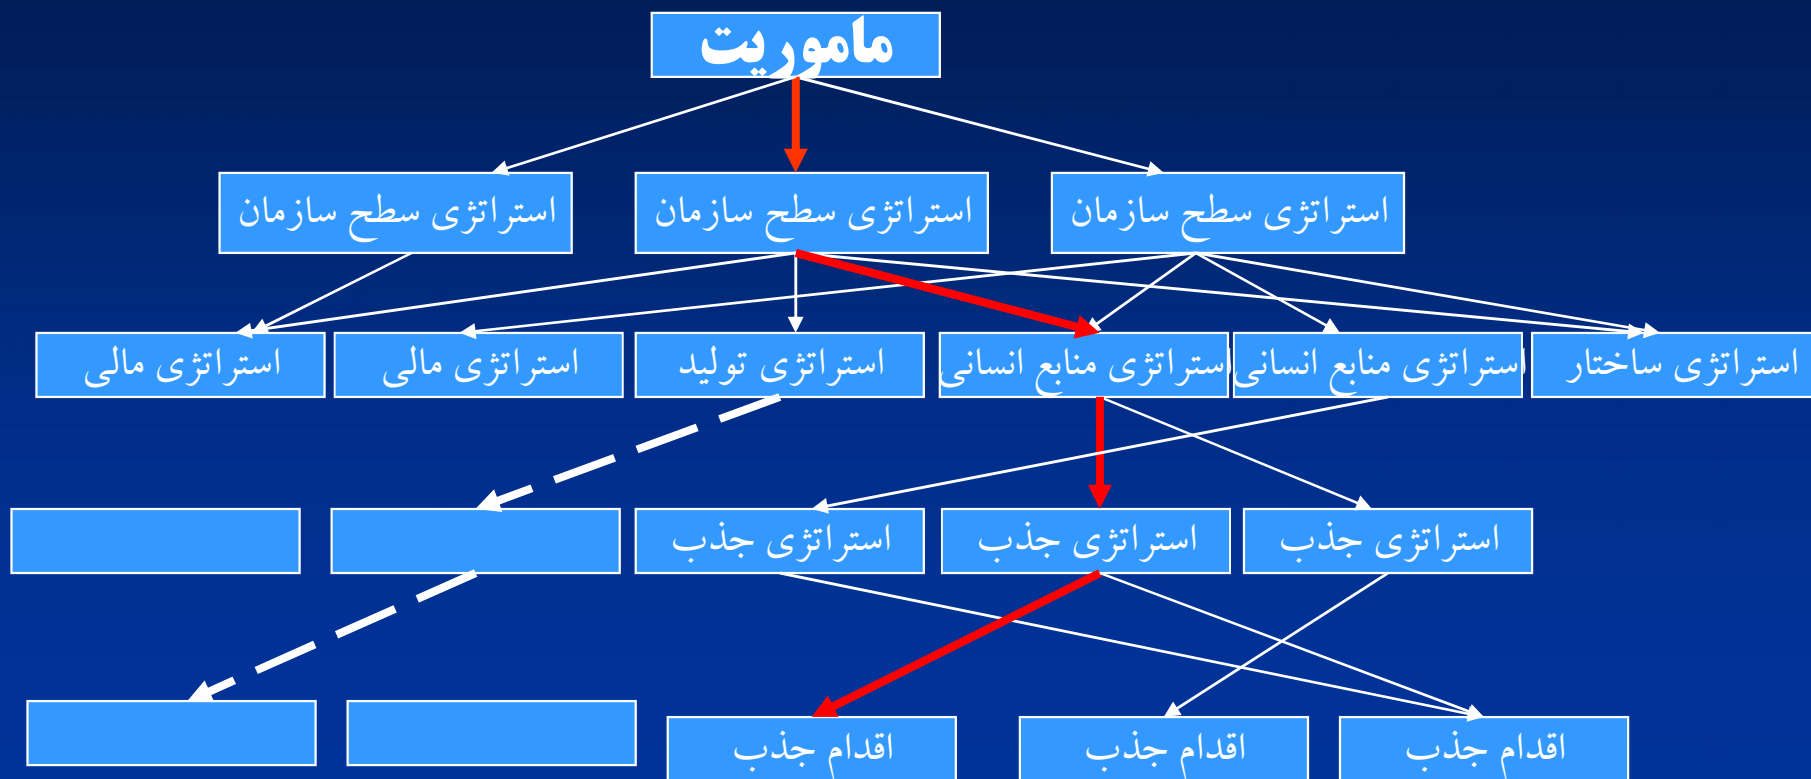 ماموریت
استراتژی سطح سازمان
استراتژی سطح سازمان
استراتژی سطح سازمان
استراتژی ساختار
استراتژی منابع انسانی
استراتژی منابع انسانی
استراتژی تولید
استراتژی مالی
استراتژی مالی
استراتژی جذب
استراتژی جذب
استراتژی جذب
اقدام جذب
اقدام جذب
اقدام جذب